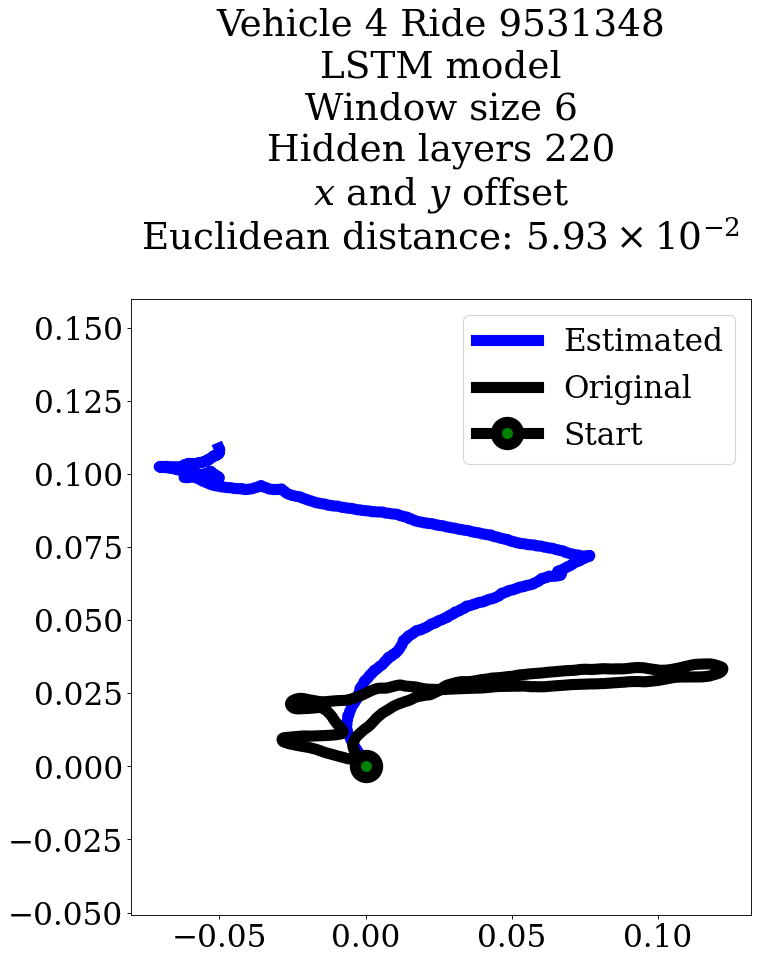 Vehicle 4 Ride 9531348
LSTM model
Window size 6
Hidden layers 220
x and y offset
Euclidean distance: 5.93 × 10⁻²
Estimated
Original
Start
0.150
0.125
0.100
0.075
0.050
0.025
0.000
−0.025
−0.050
−0.05 0.00 0.05 0.10